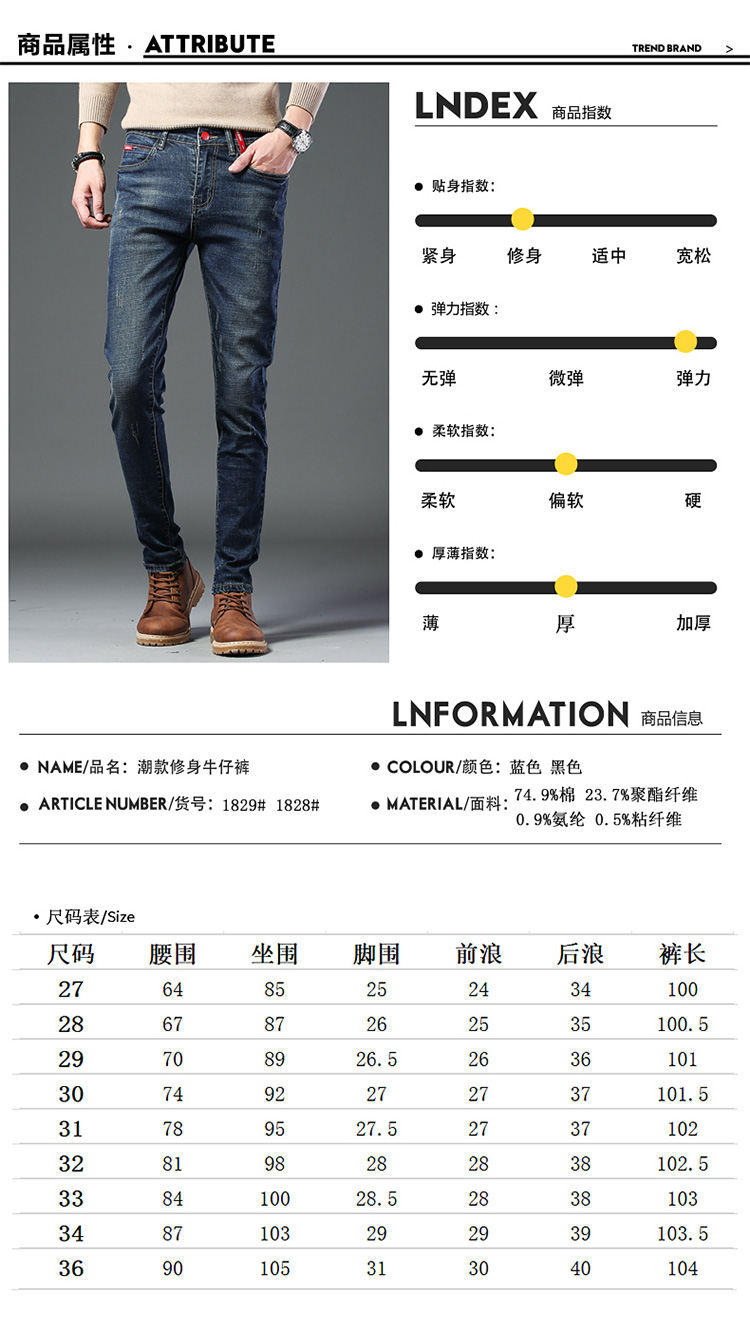 商品属性 · ATTRIBUTE
TREND BRAND >
LNDEX 商品指数
● 贴身指数：
紧身 修身 适中 宽松
● 弹力指数：
无弹 微弹 弹力
● 柔软指数：
柔软 偏软 硬
● 厚薄指数：
薄 厚 加厚
LNFORMATION 商品信息
● NAME/品名：潮款修身牛仔裤
● COLOUR/颜色：蓝色 黑色
● ARTICLE NUMBER/货号：1829# 1828#
● MATERIAL/面料：74.9%棉 23.7%聚酯纤维
0.9%氨纶 0.5%粘纤维
• 尺码表/Size
尺码 腰围 坐围 脚围 前浪 后浪 裤长
27 64 85 25 24 34 100
28 67 87 26 25 35 100.5
29 70 89 26.5 26 36 101
30 74 92 27 27 37 101.5
31 78 95 27.5 27 37 102
32 81 98 28 28 38 102.5
33 84 100 28.5 28 38 103
34 87 103 29 29 39 103.5
36 90 105 31 30 40 104